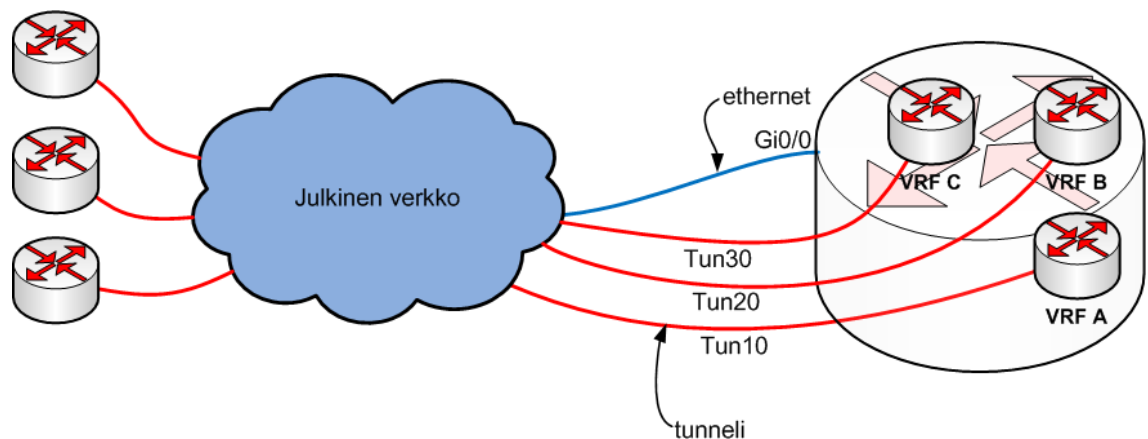 ethernet
Gi0/0
VRF C
VRF B
Julkinen verkko
Tun30
Tun20
VRF A
Tun10
tunneli